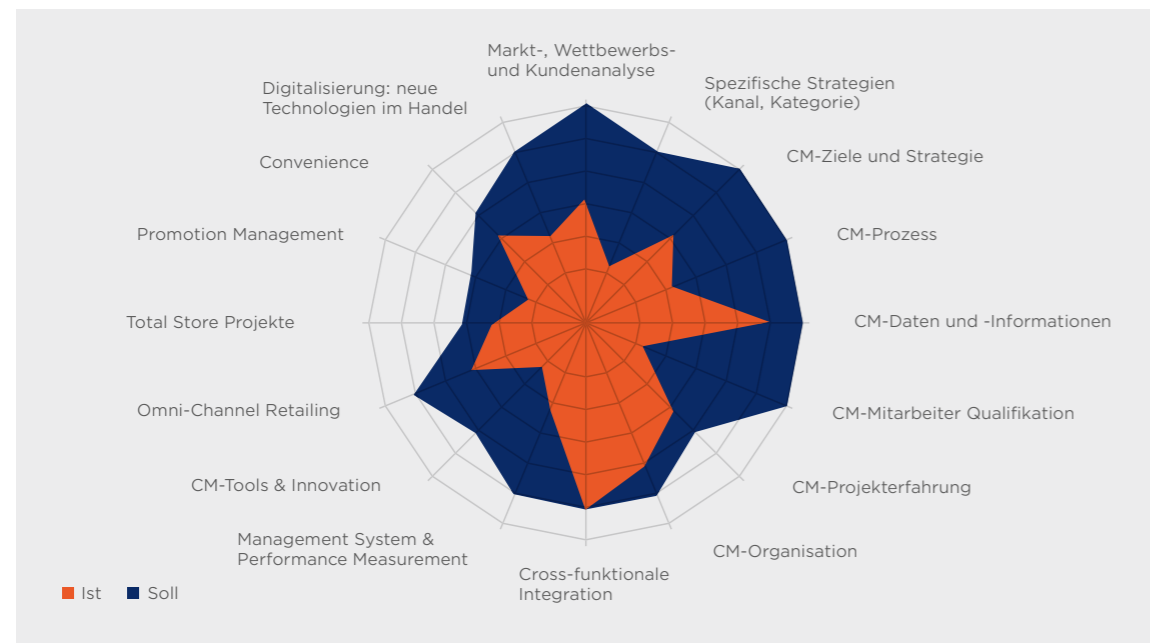 Markt-, Wettbewerbs-
und Kundenanalyse
Spezifische Strategien
(Kanal, Kategorie)
CM-Ziele und Strategie
CM-Prozess
CM-Daten und -Informationen
CM-Mitarbeiter Qualifikation
CM-Projekterfahrung
CM-Organisation
Cross-funktionale
Integration
Management System &
Performance Measurement
CM-Tools & Innovation
Omni-Channel Retailing
Total Store Projekte
Promotion Management
Convenience
Digitalisierung: neue
Technologien im Handel
Ist
Soll